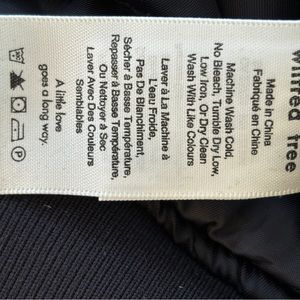 wilfred free
Made in China
Fabriqué en Chine
Machine Wash Cold,
No Bleach, Tumble Dry Low,
Low Iron, Or Dry Clean
Wash With Like Colours
Laver à La Machine à
L'eau Froide,
Pas De Blanchiment,
Sécher à Basse Température,
Repasser à Basse Température,
Ou Nettoyer à Sec
Laver Avec Des Couleurs
Semblables
A little love
goes a long way.